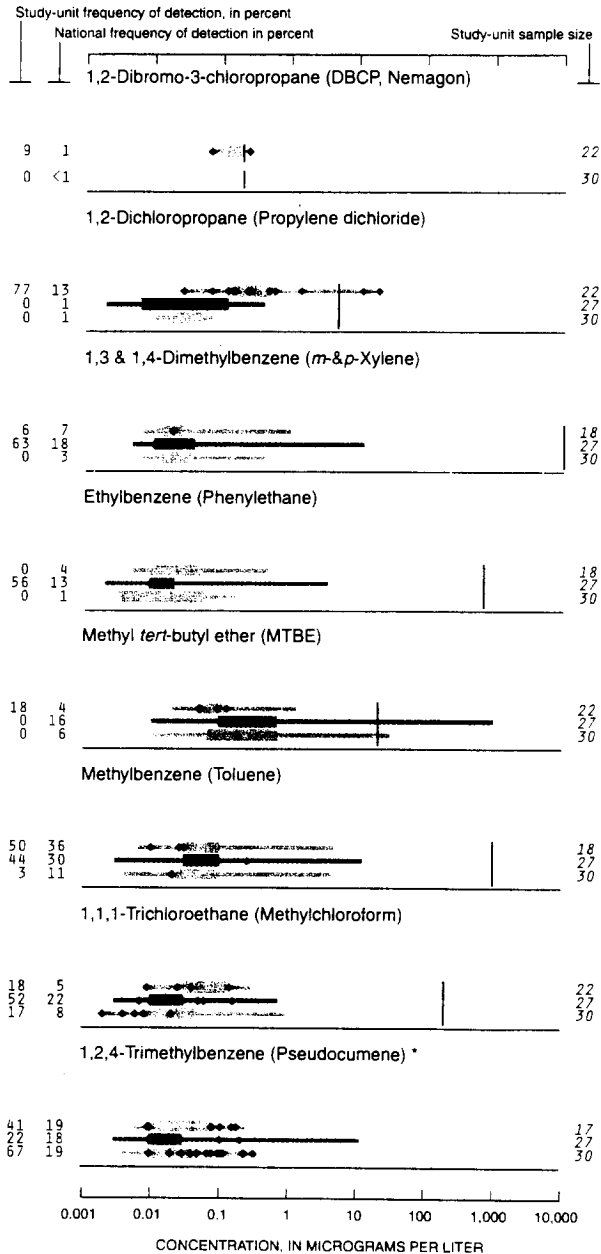 Study-unit frequency of detection, in percent
National frequency of detection in percent
Study-unit sample size
1,2-Dibromo-3-chloropropane (DBCP, Nemagon)
9 1 22
0 <1 30
1,2-Dichloropropane (Propylene dichloride)
77 13 22
0 1 27
0 1 30
1,3 & 1,4-Dimethylbenzene (m-&p-Xylene)
6 7 18
63 18 27
0 3 30
Ethylbenzene (Phenylethane)
0 4 18
56 13 27
0 1 30
Methyl tert-butyl ether (MTBE)
18 4 22
0 16 27
0 6 30
Methylbenzene (Toluene)
50 36 18
44 30 27
3 11 30
1,1,1-Trichloroethane (Methylchloroform)
18 5 22
52 22 27
17 8 30
1,2,4-Trimethylbenzene (Pseudocumene) *
41 19 17
22 18 27
67 19 30
0.001 0.01 0.1 1 10 100 1,000 10,000
CONCENTRATION, IN MICROGRAMS PER LITER